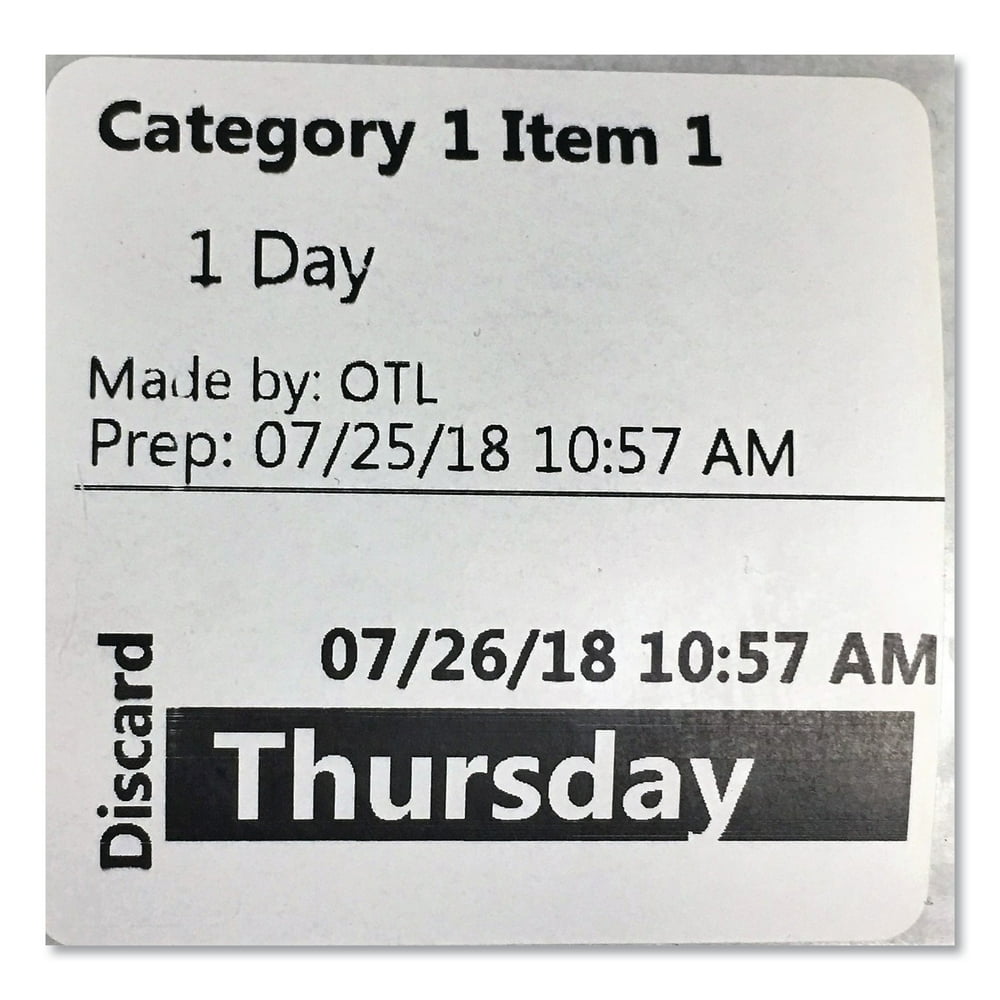 Category 1 Item 1
1 Day
Made by: OTL
Prep: 07/25/18 10:57 AM
07/26/18 10:57 AM
Discard
Thursday